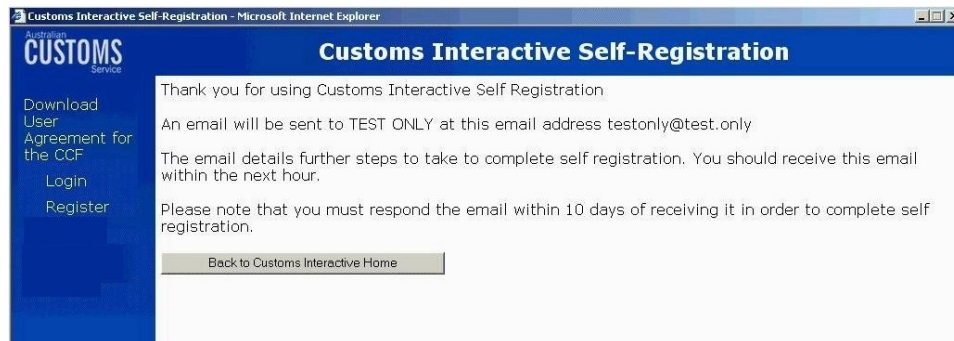 Customs Interactive Self-Registration - Microsoft Internet Explorer
Australian
CUSTOMS
Service
Customs Interactive Self-Registration
Download
User
Agreement for
the CCF
Login
Register
Thank you for using Customs Interactive Self Registration
An email will be sent to TEST ONLY at this email address testonly@test.only
The email details further steps to take to complete self registration. You should receive this email
within the next hour.
Please note that you must respond the email within 10 days of receiving it in order to complete self
registration.
Back to Customs Interactive Home